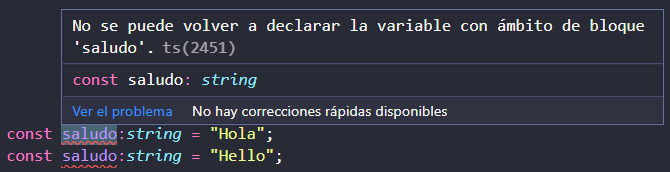 No se puede volver a declarar la variable con ámbito de bloque
'saludo'. ts(2451)
const saludo: string
Ver el problema No hay correcciones rápidas disponibles
const saludo:string = "Hola";
const saludo:string = "Hello";